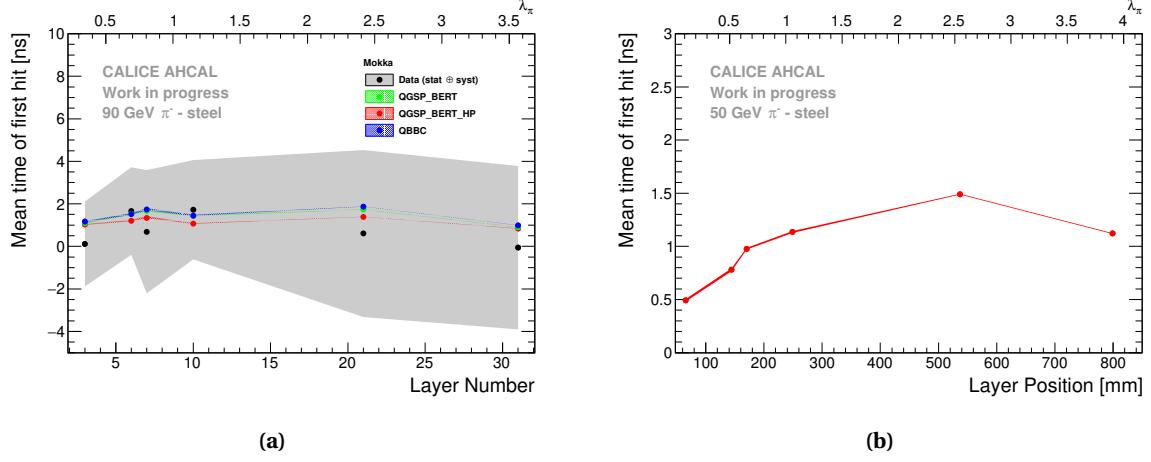 0 0.5 1 1.5 2 2.5 3 3.5 λπ
Mean time of first hit [ns]
10
8
6
4
2
0
−2
−4
CALICE AHCAL
Work in progress
90 GeV π- - steel
Mokka
Data (stat ⊕ syst)
QGSP_BERT
QGSP_BERT_HP
QBBC
5 10 15 20 25 30
Layer Number
(a)
0.5 1 1.5 2 2.5 3 3.5 4 λπ
Mean time of first hit [ns]
3
2.5
2
1.5
1
0.5
0
CALICE AHCAL
Work in progress
50 GeV π- - steel
100 200 300 400 500 600 700 800
Layer Position [mm]
(b)